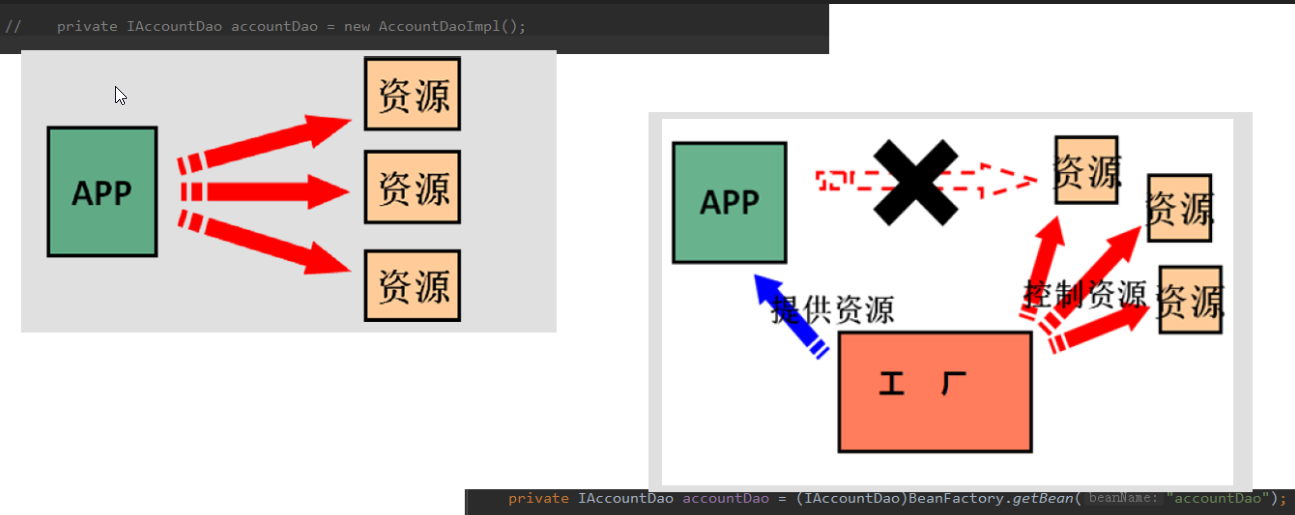 //    private IAccountDao accountDao = new AccountDaoImpl();
资源
APP
资源
资源
APP
资源
资源
提供资源
控制资源
资源
工 厂
private IAccountDao accountDao = (IAccountDao)BeanFactory.getBean( beanName: "accountDao");